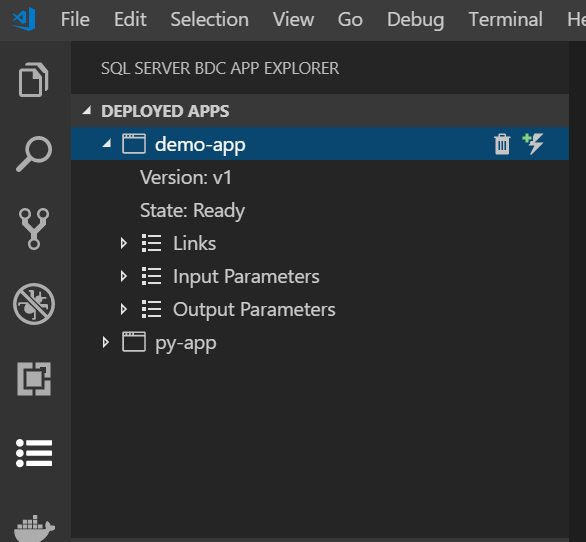 File Edit Selection View Go Debug Terminal
SQL SERVER BDC APP EXPLORER
DEPLOYED APPS
demo-app
Version: v1
State: Ready
Links
Input Parameters
Output Parameters
py-app